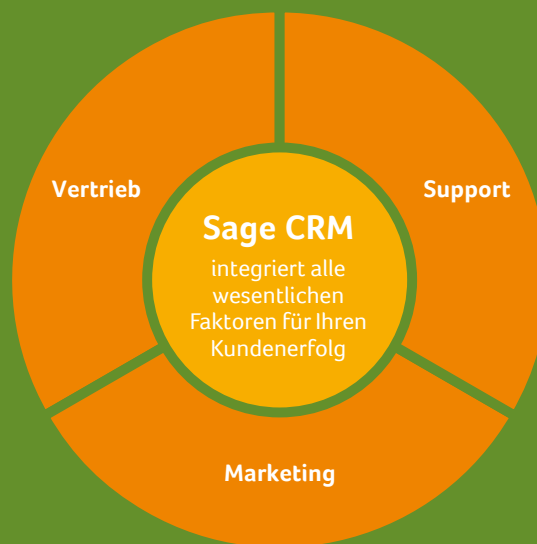 Vertrieb
Support
Sage CRM
integriert alle
wesentlichen
Faktoren für Ihren
Kundenerfolg
Marketing